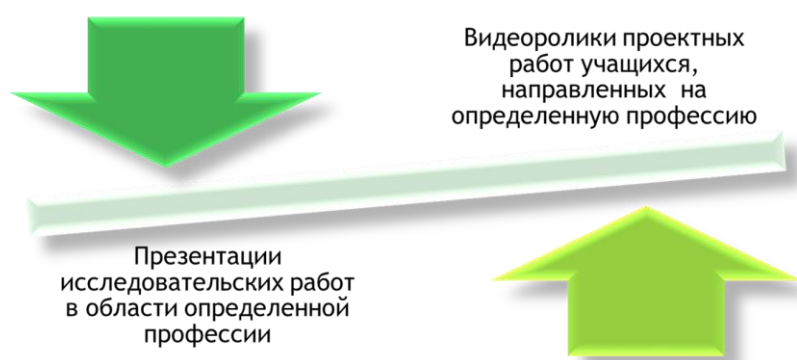 Видеоролики проектных
работ учащихся,
направленных на
определенную профессию
Презентации
исследовательских работ
в области определенной
профессии